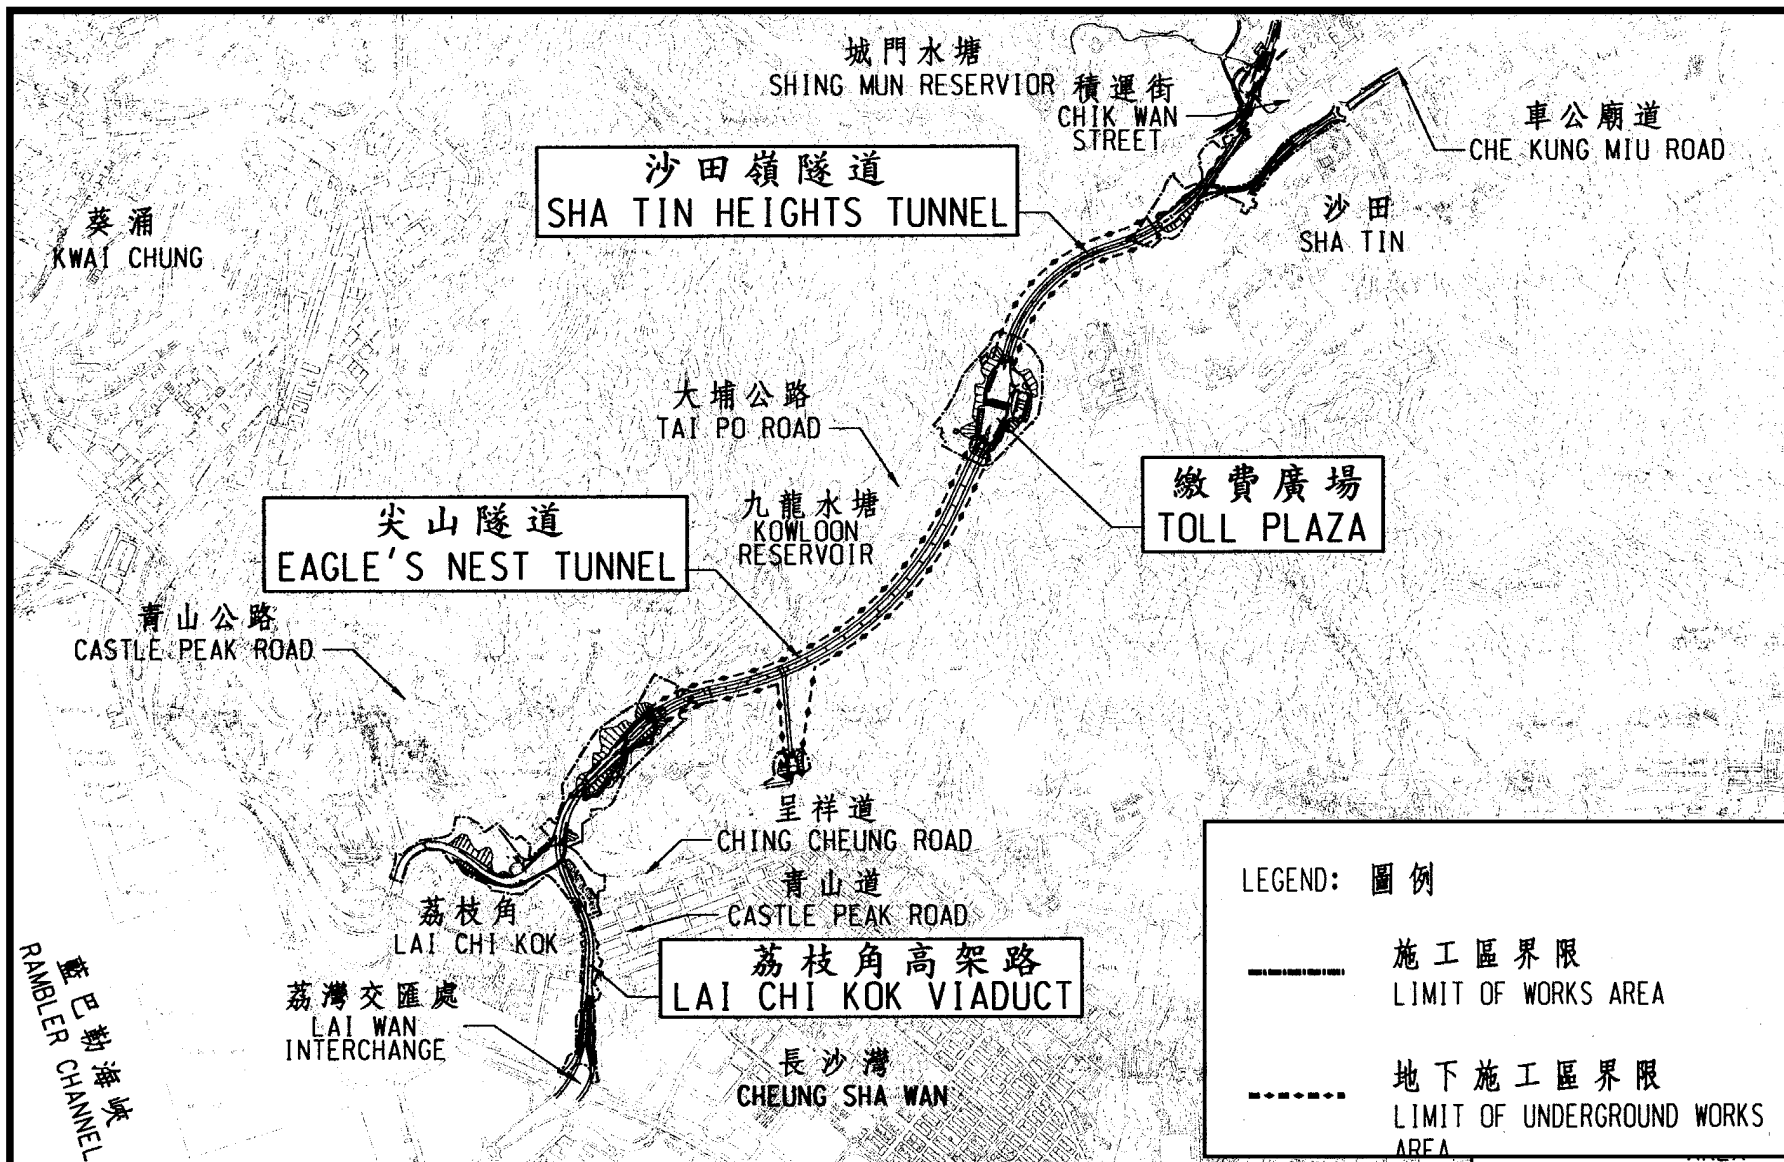 城門水塘
SHING MUN RESERVIOR
積運街
CHIK WAN
STREET
車公廟道
CHE KUNG MIU ROAD
沙田嶺隧道
SHA TIN HEIGHTS TUNNEL
葵涌
KWAI CHUNG
沙田
SHA TIN
大埔公路
TAI PO ROAD
繳費廣場
TOLL PLAZA
九龍水塘
KOWLOON
RESERVOIR
尖山隧道
EAGLE'S NEST TUNNEL
青山公路
CASTLE PEAK ROAD
呈祥道
CHING CHEUNG ROAD
青山道
CASTLE PEAK ROAD
荔枝角
LAI CHI KOK
荔枝角高架路
LAI CHI KOK VIADUCT
荔灣交匯處
LAI WAN
INTERCHANGE
長沙灣
CHEUNG SHA WAN
藍巴勒海峽
RAMBLER CHANNEL
LEGEND: 圖例
施工區界限
LIMIT OF WORKS AREA
地下施工區界限
LIMIT OF UNDERGROUND WORKS
AREA